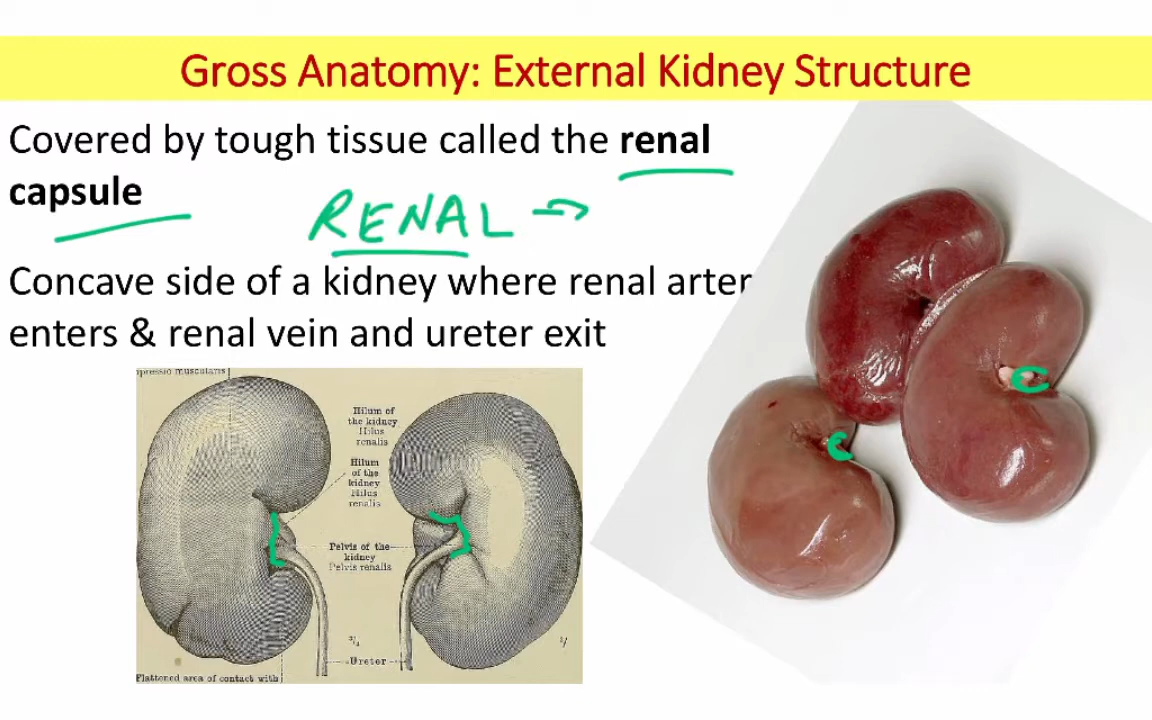 Gross Anatomy: External Kidney Structure
Covered by tough tissue called the renal
capsule
RENAL →
Concave side of a kidney where renal arter
enters & renal vein and ureter exit
impressio muscularis
Hilum of
the kidney
Hilus
renalis
Hilum
of the
kidney
Hilus
renalis
Pelvis of the
kidney
Pelvis renalis
Ureter
Flattened area of contact with